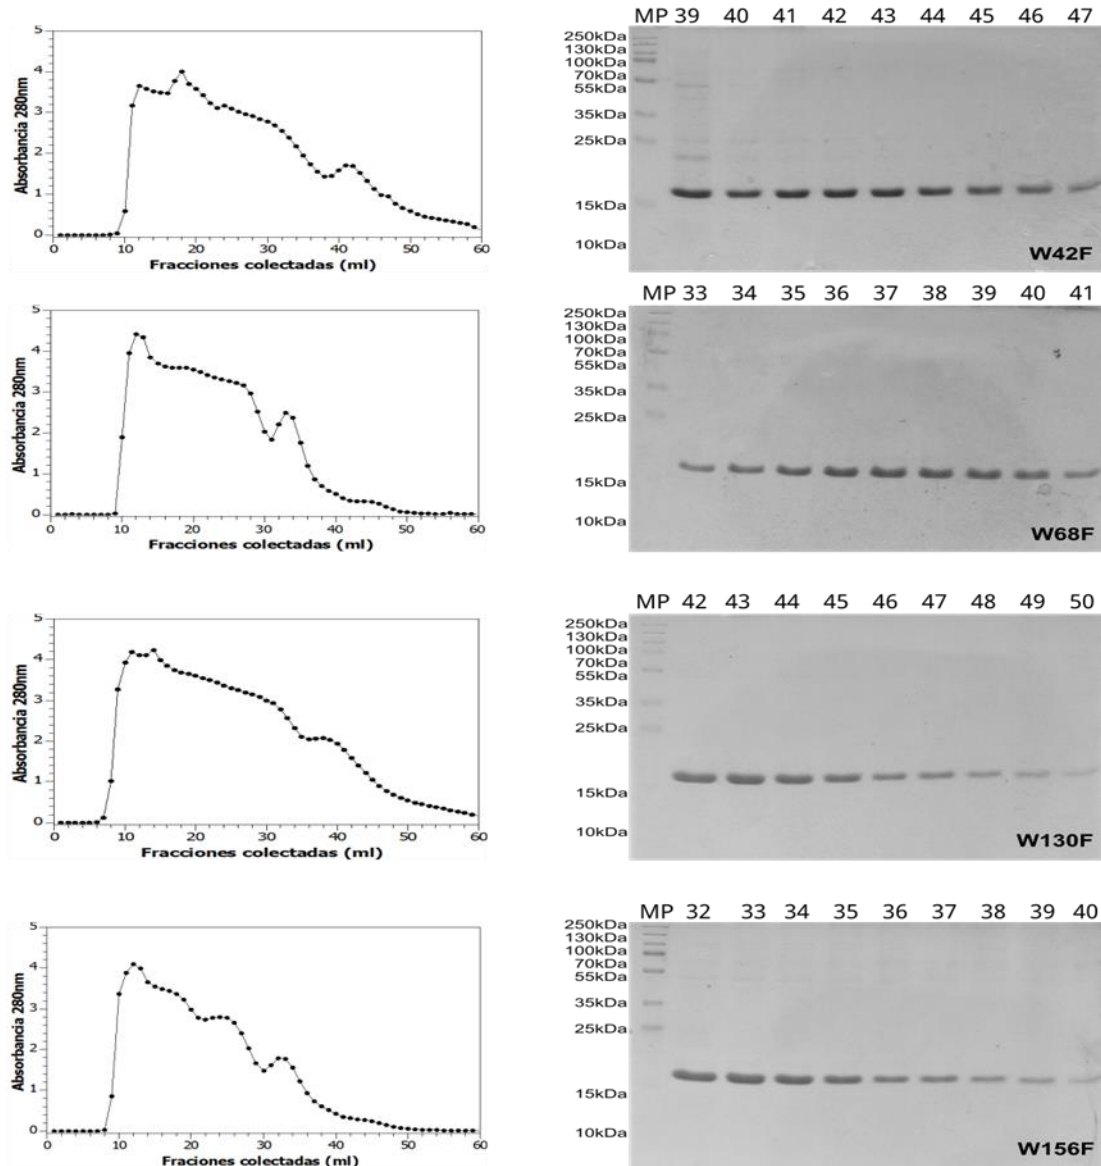 5
4
3
2
1
0
0 10 20 30 40 50 60
Absorbancia 280nm
Fracciones colectadas (ml)
MP 39 40 41 42 43 44 45 46 47
250kDa
130kDa
100kDa
70kDa
55kDa
35kDa
25kDa
15kDa
10kDa
W42F
5
4
3
2
1
0
0 10 20 30 40 50 60
Absorbancia 280nm
Fracciones colectadas (ml)
MP 33 34 35 36 37 38 39 40 41
250kDa
130kDa
100kDa
70kDa
55kDa
35kDa
25kDa
15kDa
10kDa
W68F
5
4
3
2
1
0
0 10 20 30 40 50 60
Absorbancia 280nm
Fracciones colectadas (ml)
MP 42 43 44 45 46 47 48 49 50
250kDa
130kDa
100kDa
70kDa
55kDa
35kDa
25kDa
15kDa
10kDa
W130F
5
4
3
2
1
0
0 10 20 30 40 50 60
Absorbancia 280nm
Fraciones colectadas (ml)
MP 32 33 34 35 36 37 38 39 40
250kDa
130kDa
100kDa
70kDa
55kDa
35kDa
25kDa
15kDa
10kDa
W156F